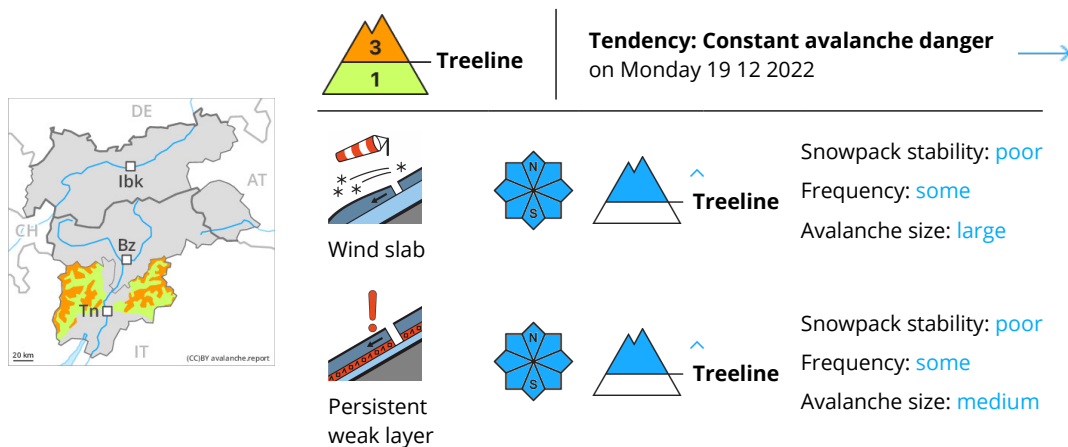 3
1
Treeline
Tendency: Constant avalanche danger
on Monday 19 12 2022
DE
AT
CH
IT
Ibk
Bz
Tn
20 km
(CC)BY avalanche.report
N
S
Treeline
Snowpack stability: poor
Frequency: some
Avalanche size: large
Wind slab
N
S
Treeline
Snowpack stability: poor
Frequency: some
Avalanche size: medium
Persistent
weak layer